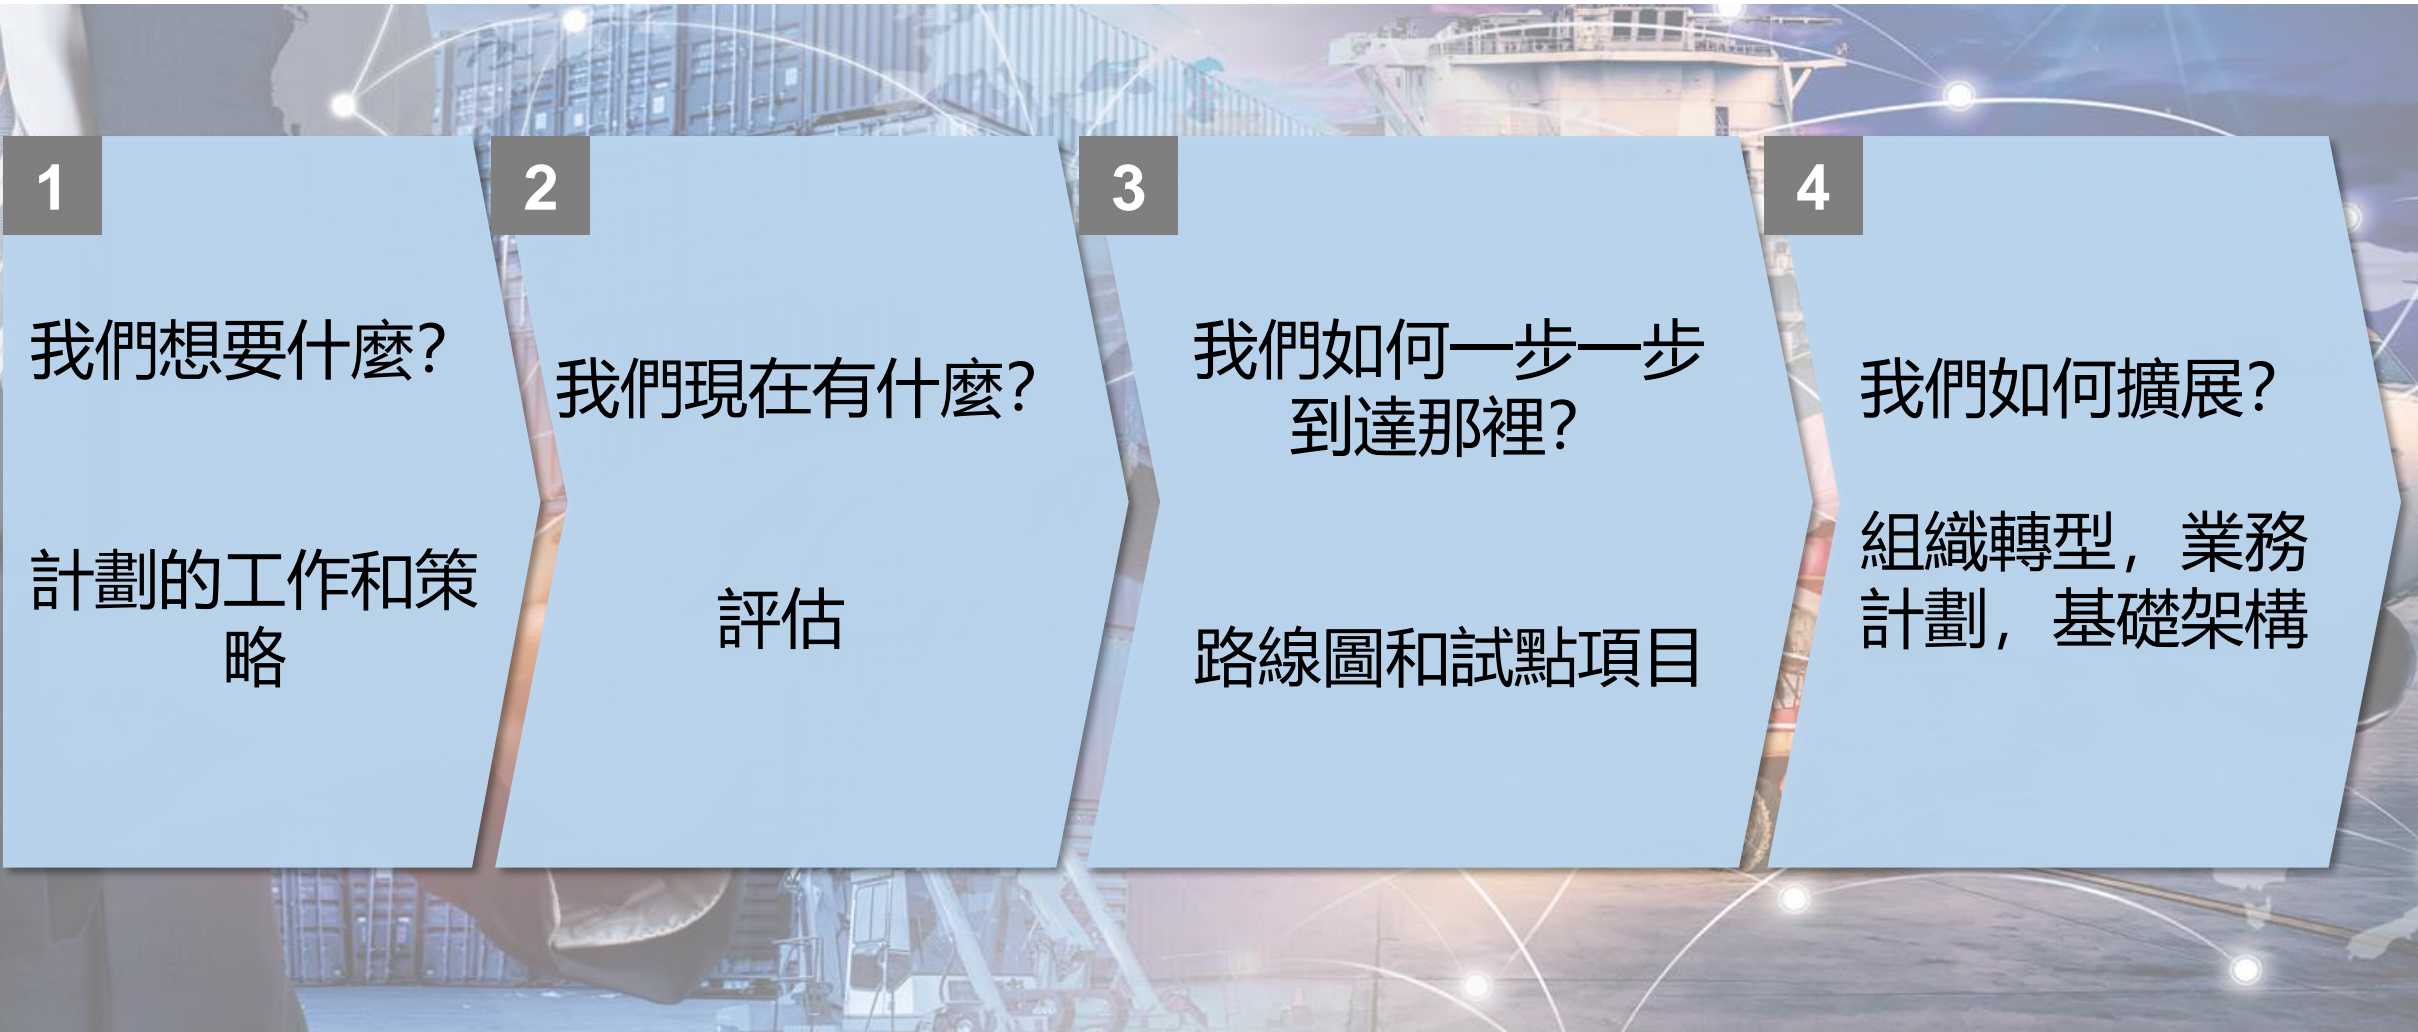 1
我們想要什麼？
計劃的工作和策
略
2
我們現在有什麼？
評估
3
我們如何一步一步
到達那裡？
路線圖和試點項目
4
我們如何擴展？
組織轉型，業務
計劃，基礎架構